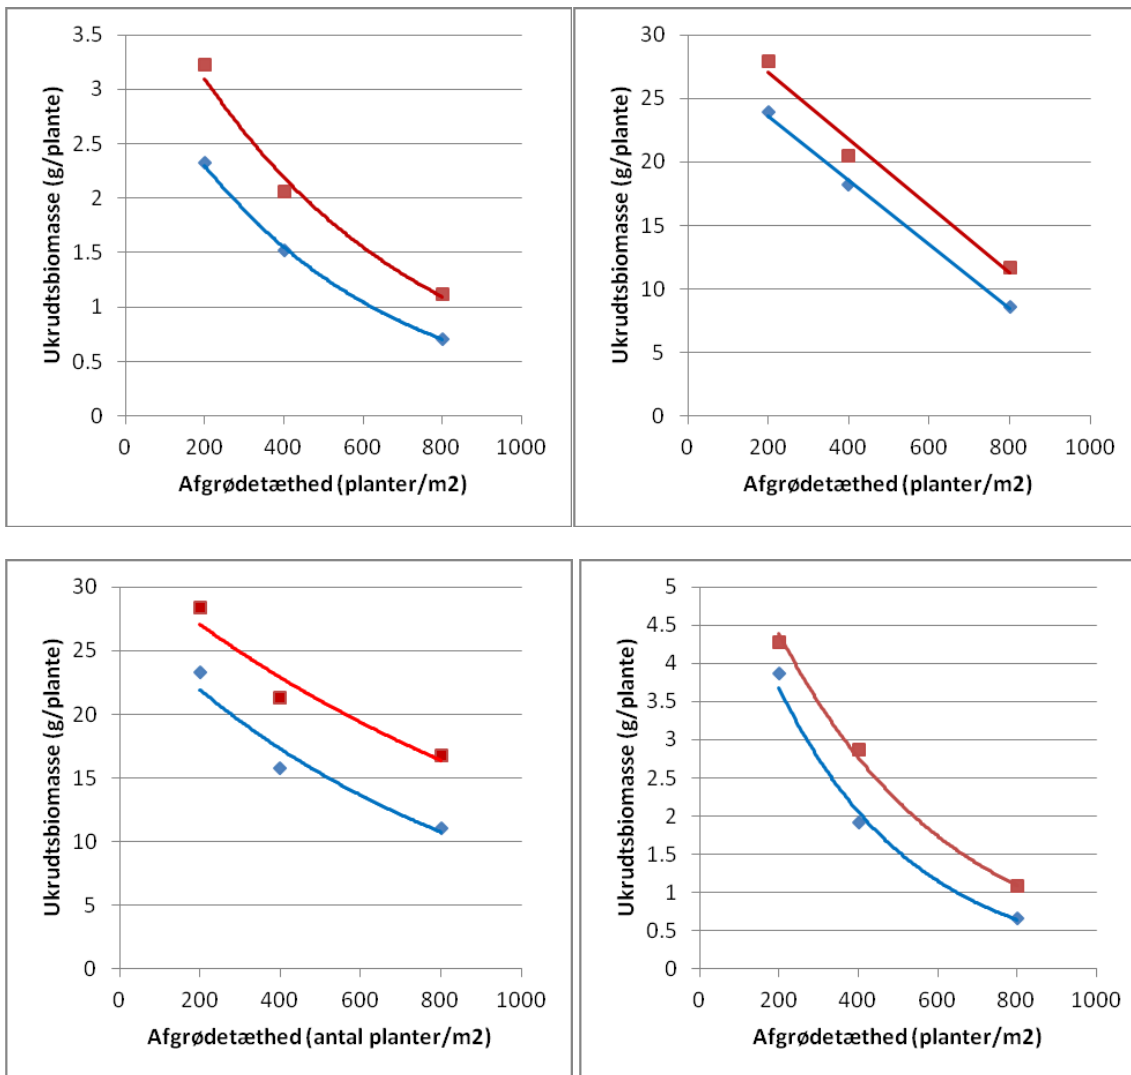 Ukrudtsbiomasse (g/plante)
3.5
3
2.5
2
1.5
1
0.5
0
0 200 400 600 800 1000
Afgrødetæthed (planter/m2)
Ukrudtsbiomasse (g/plante)
30
25
20
15
10
5
0
0 200 400 600 800 1000
Afgrødetæthed (planter/m2)
Ukrudtsbiomasse (g/plante)
30
25
20
15
10
5
0
0 200 400 600 800 1000
Afgrødetæthed (antal planter/m2)
Ukrudtsbiomasse (g/plante)
5
4.5
4
3.5
3
2.5
2
1.5
1
0.5
0
0 200 400 600 800 1000
Afgrødetæthed (planter/m2)